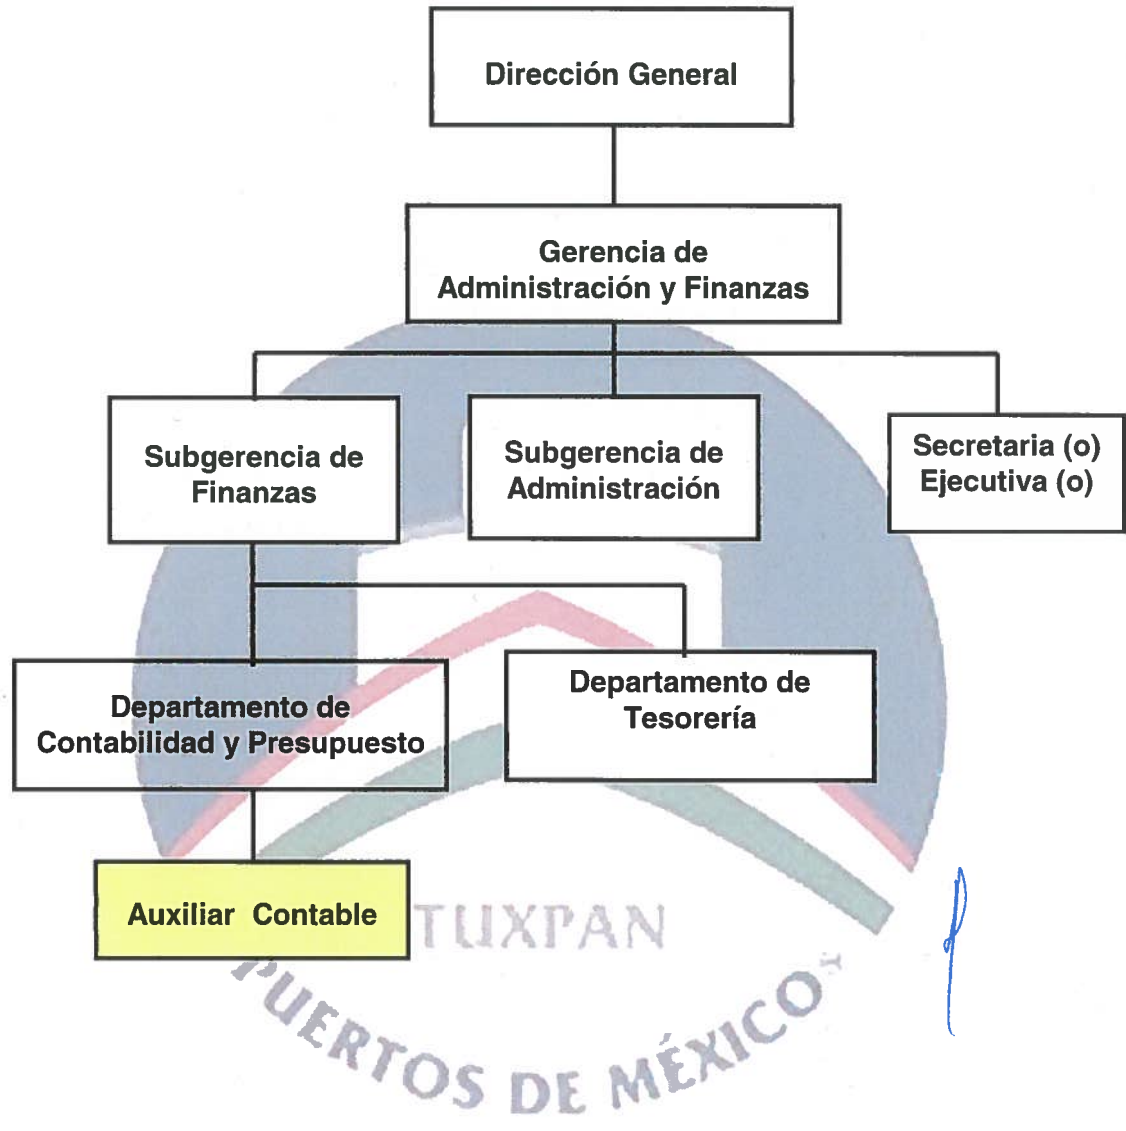 Dirección General
Gerencia de
Administración y Finanzas
Subgerencia de
Finanzas
Subgerencia de
Administración
Secretaria (o)
Ejecutiva (o)
Departamento de
Contabilidad y Presupuesto
Departamento de
Tesorería
Auxiliar Contable
TUXPAN
PUERTOS DE MÉXICO